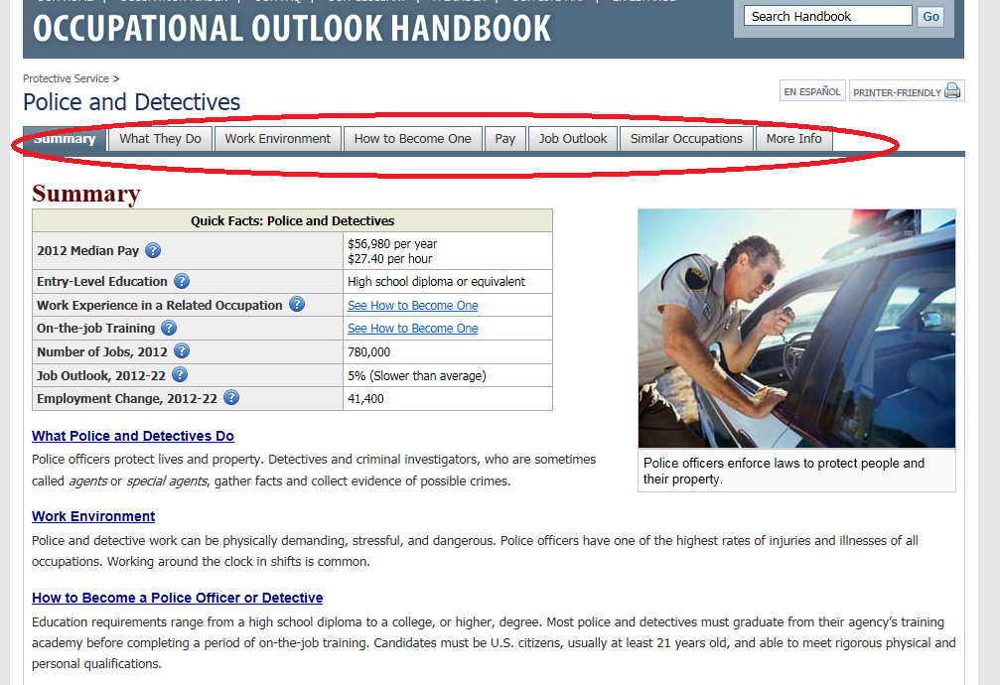 OCCUPATIONAL OUTLOOK HANDBOOK
Search Handbook Go
Protective Service >
Police and Detectives
EN ESPAÑOL PRINTER-FRIENDLY
Summary What They Do Work Environment How to Become One Pay Job Outlook Similar Occupations More Info
Summary
Quick Facts: Police and Detectives
2012 Median Pay ? $56,980 per year
$27.40 per hour
Entry-Level Education ? High school diploma or equivalent
Work Experience in a Related Occupation ? See How to Become One
On-the-job Training ? See How to Become One
Number of Jobs, 2012 ? 780,000
Job Outlook, 2012-22 ? 5% (Slower than average)
Employment Change, 2012-22 ? 41,400
Police officers enforce laws to protect people and
their property.
What Police and Detectives Do
Police officers protect lives and property. Detectives and criminal investigators, who are sometimes
called agents or special agents, gather facts and collect evidence of possible crimes.
Work Environment
Police and detective work can be physically demanding, stressful, and dangerous. Police officers have one of the highest rates of injuries and illnesses of all
occupations. Working around the clock in shifts is common.
How to Become a Police Officer or Detective
Education requirements range from a high school diploma to a college, or higher, degree. Most police and detectives must graduate from their agency's training
academy before completing a period of on-the-job training. Candidates must be U.S. citizens, usually at least 21 years old, and able to meet rigorous physical and
personal qualifications.